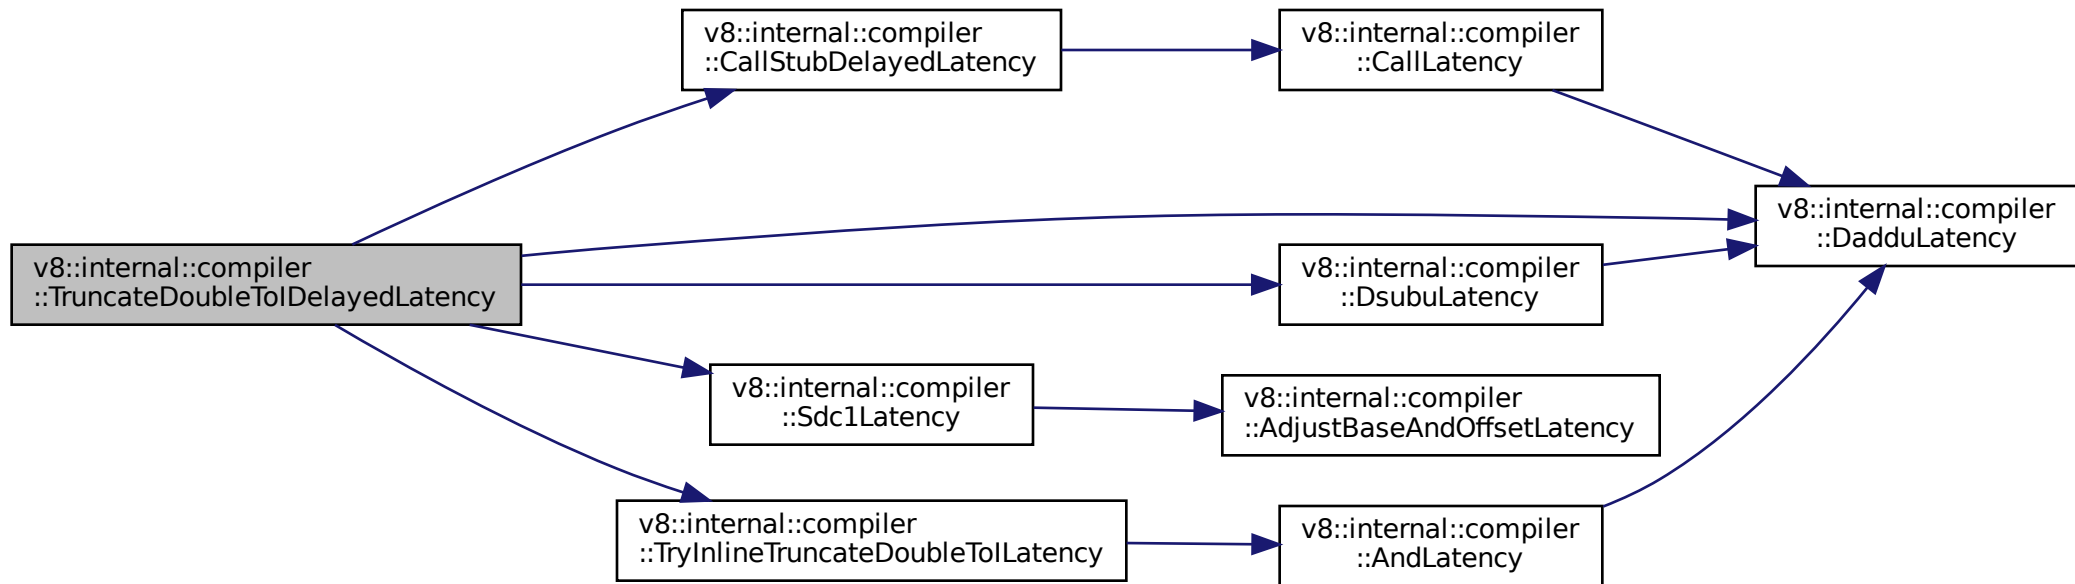 v8::internal::compiler
::CallStubDelayedLatency
v8::internal::compiler
::CallLatency
v8::internal::compiler
::DadduLatency
v8::internal::compiler
::TruncateDoubleToIDelayedLatency
v8::internal::compiler
::DsubuLatency
v8::internal::compiler
::Sdc1Latency
v8::internal::compiler
::AdjustBaseAndOffsetLatency
v8::internal::compiler
::TryInlineTruncateDoubleToILatency
v8::internal::compiler
::AndLatency